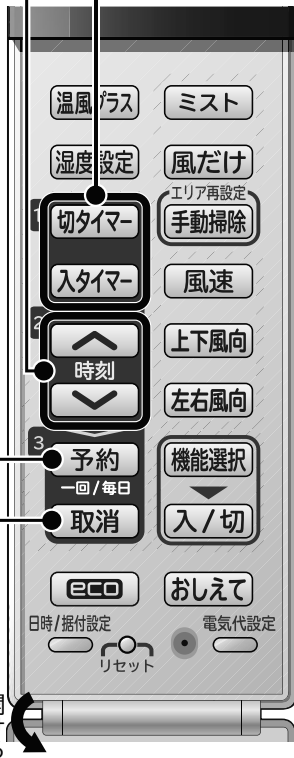 温風プラス ミスト
湿度設定 風だけ
エリア再設定
1 切タイマー 手動掃除
入タイマー 風速
2
時刻
上下風向
左右風向
3 予約 機能選択
一回/毎日
取消 入/切
eco おしえて
日時/据付設定 電気代設定
リセット